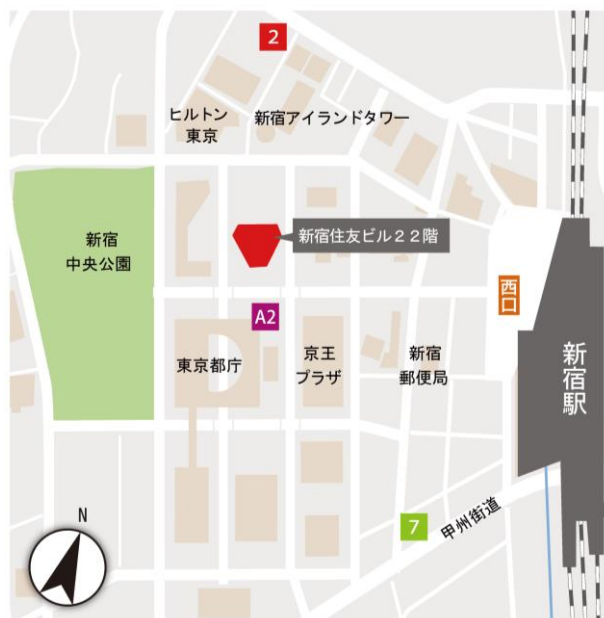 2
ヒルトン
東京
新宿アイランドタワー
新宿
中央公園
新宿住友ビル２２階
西口
A2
新宿駅
東京都庁
京王
プラザ
新宿
郵便局
7
甲州街道
N